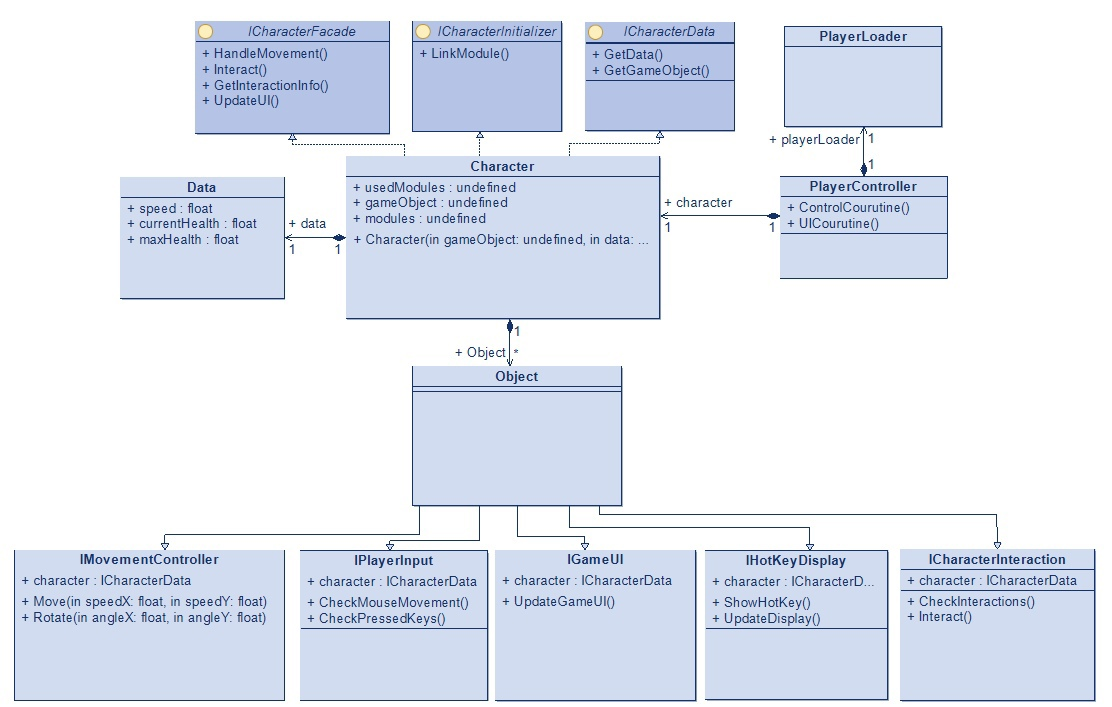 ICharacterFacade
+ HandleMovement()
+ Interact()
+ GetInteractionInfo()
+ UpdateUI()
ICharacterInitializer
+ LinkModule()
ICharacterData
+ GetData()
+ GetGameObject()
PlayerLoader
+ playerLoader
1
1
Data
+ speed : float
+ currentHealth : float
+ maxHealth : float
+ data
1
1
Character
+ usedModules : undefined
+ gameObject : undefined
+ modules : undefined
+ Character(in gameObject: undefined, in data: ...
+ character
1
1
PlayerController
+ ControlCourutine()
+ UICourutine()
1
+ Object
*
Object
IMovementController
+ character : ICharacterData
+ Move(in speedX: float, in speedY: float)
+ Rotate(in angleX: float, in angleY: float)
IPlayerInput
+ character : ICharacterData
+ CheckMouseMovement()
+ CheckPressedKeys()
IGameUI
+ character : ICharacterData
+ UpdateGameUI()
IHotKeyDisplay
+ character : ICharacterD...
+ ShowHotKey()
+ UpdateDisplay()
ICharacterInteraction
+ character : ICharacterData
+ CheckInteractions()
+ Interact()